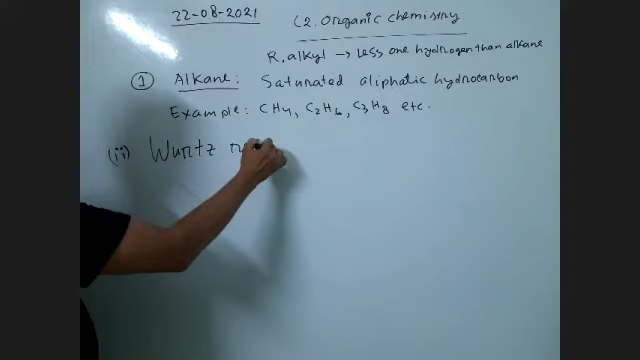 22-08-2021 C2. Organic chemistry
R, alkyl → Less one hydrogen than alkane
① Alkane: Saturated aliphatic hydrocarbon
Example: CH4, C2H6, C3H8 etc.
(ii) Wurtz